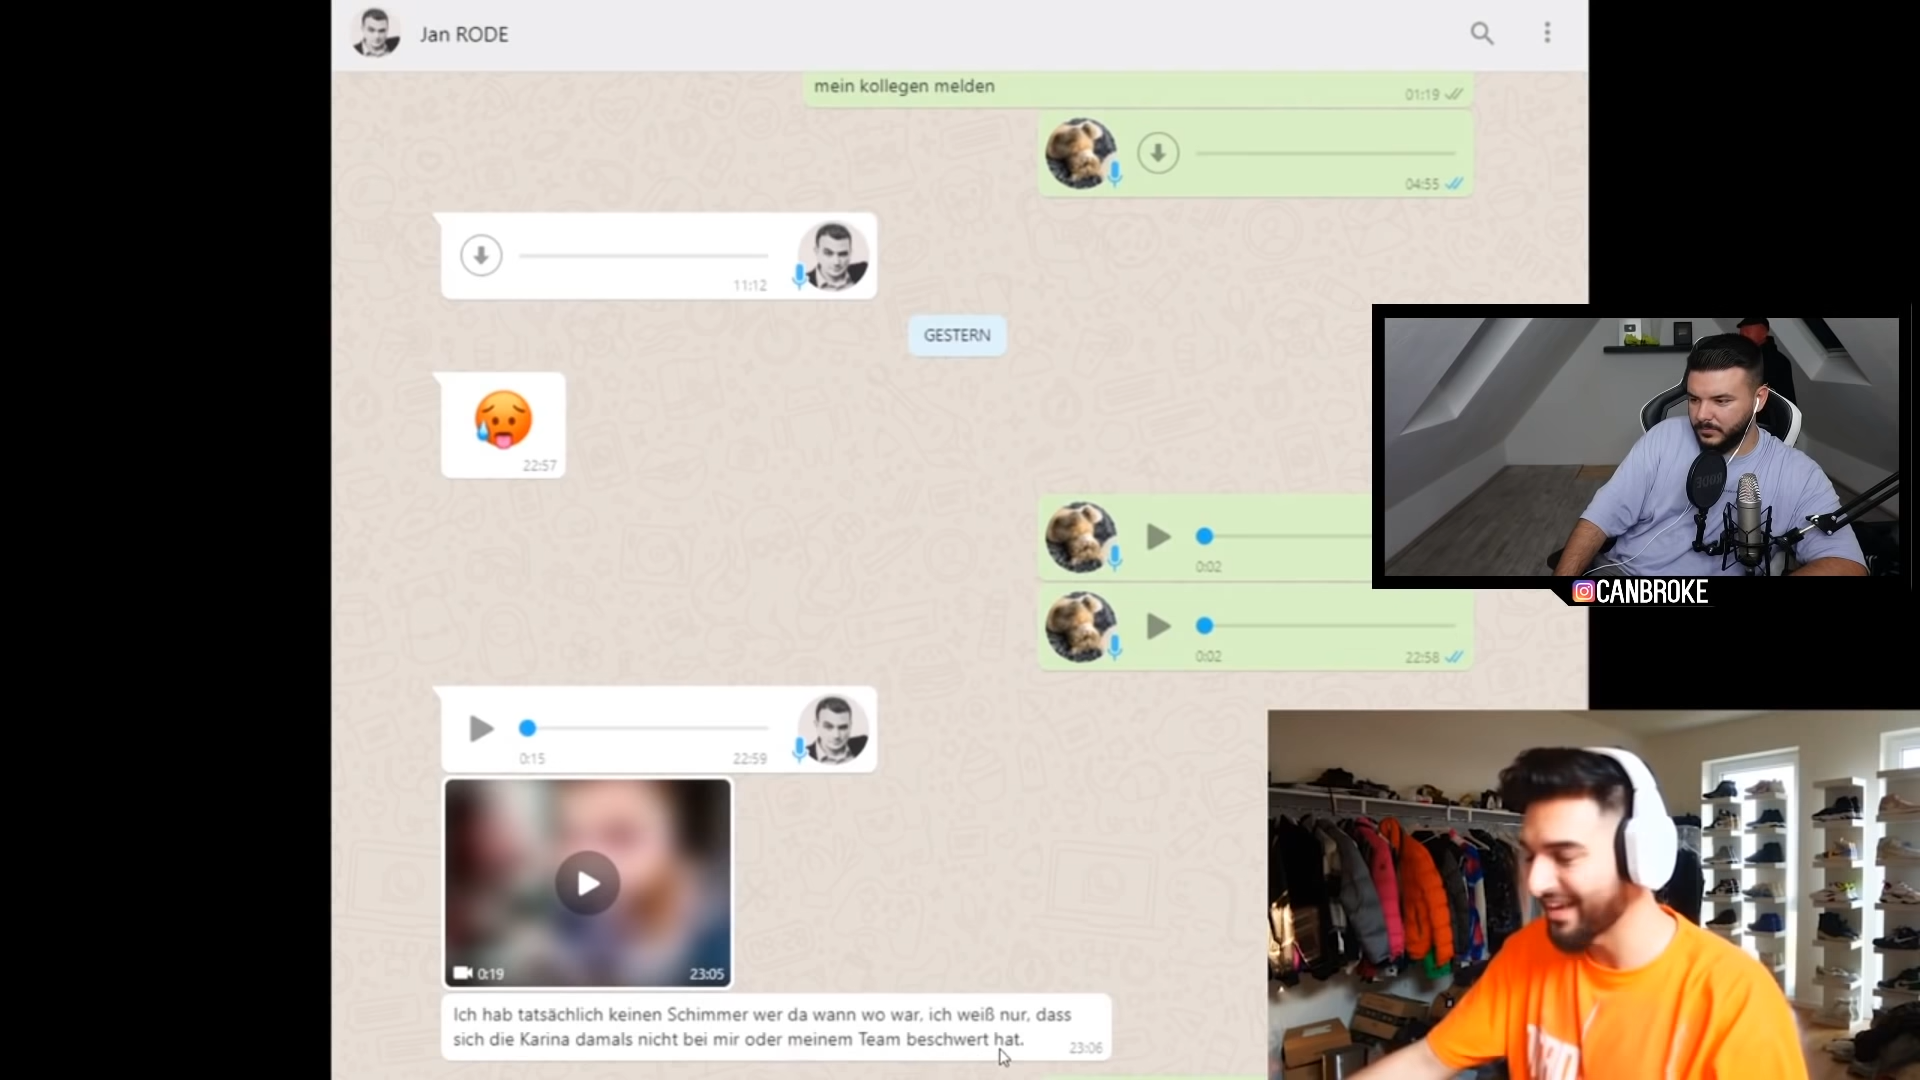 Jan RODE
mein kollegen melden
01:19
04:55
11:12
GESTERN
22:57
0:02
0:02
22:58
0:15
22:59
0:19
23:05
Ich hab tatsächlich keinen Schimmer wer da wann wo war, ich weiß nur, dass
sich die Karina damals nicht bei mir oder meinem Team beschwert hat.
23:06
RODE
CANBROKE